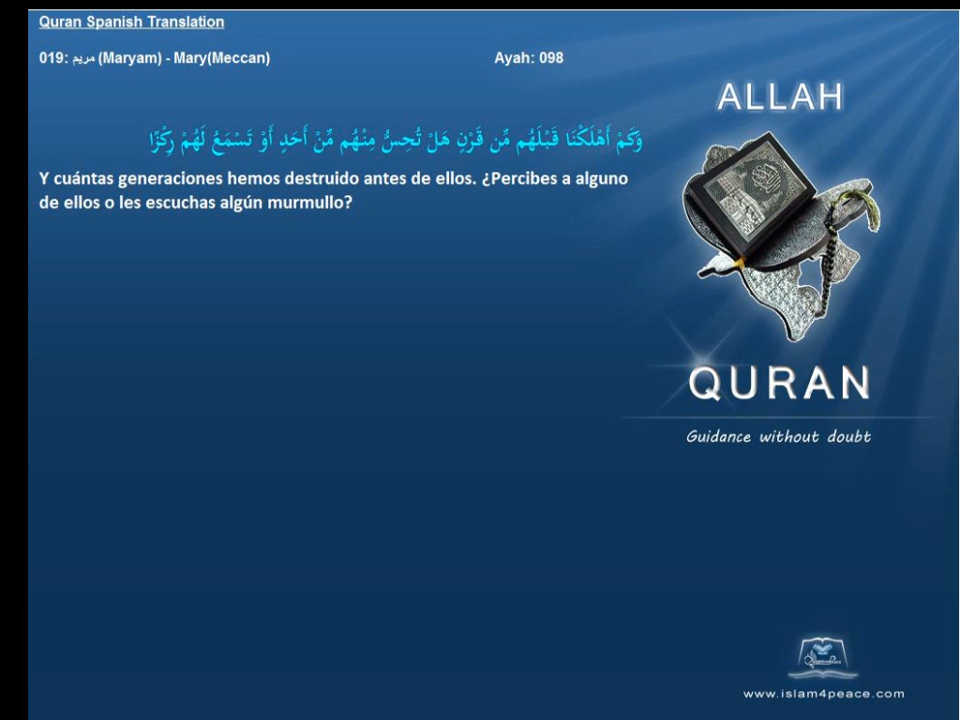 Quran Spanish Translation
019: مريم (Maryam) - Mary(Meccan) Ayah: 098
وَكَمْ أَهْلَكْنَا قَبْلَهُم مِّن قَرْنٍ هَلْ تُحِسُّ مِنْهُم مِّنْ أَحَدٍ أَوْ تَسْمَعُ لَهُمْ رِكْزًا
Y cuántas generaciones hemos destruido antes de ellos. ¿Percibes a alguno
de ellos o les escuchas algún murmullo?
ALLAH
QURAN
Guidance without doubt
www.islam4peace.com